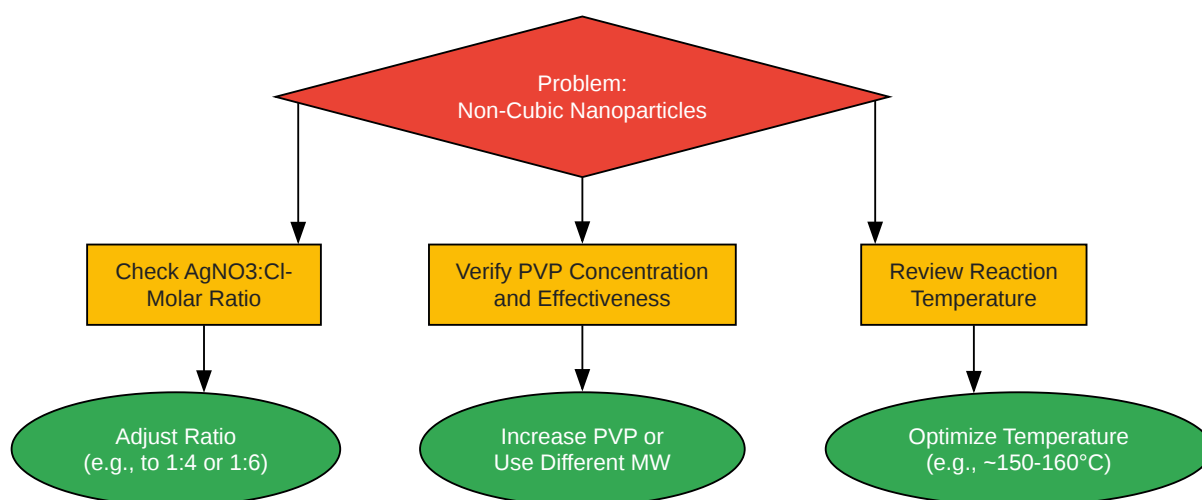 Problem:
Non-Cubic Nanoparticles
Check AgNO3:Cl-
Molar Ratio
Verify PVP Concentration
and Effectiveness
Review Reaction
Temperature
Adjust Ratio
(e.g., to 1:4 or 1:6)
Increase PVP or
Use Different MW
Optimize Temperature
(e.g., ~150-160°C)